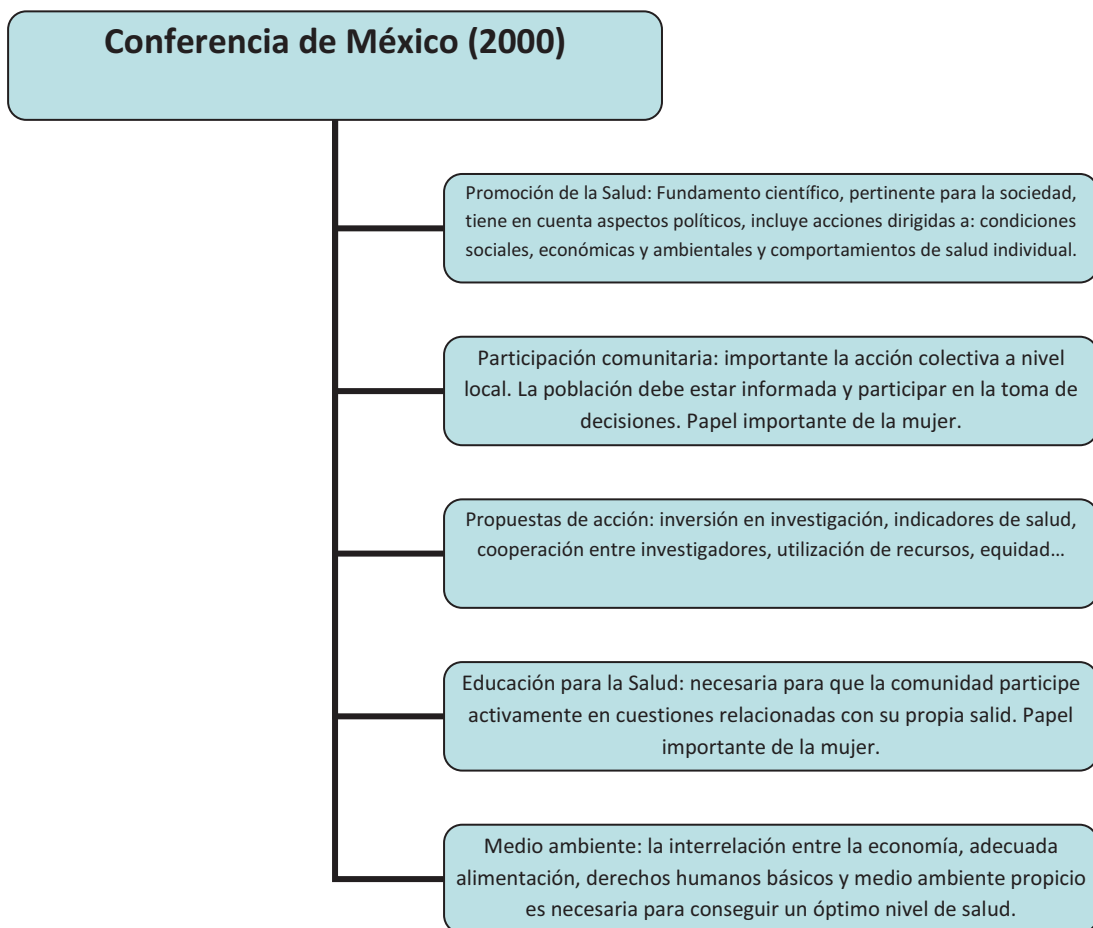 Conferencia de México (2000)
Promoción de la Salud: Fundamento científico, pertinente para la sociedad,
tiene en cuenta aspectos políticos, incluye acciones dirigidas a: condiciones
sociales, económicas y ambientales y comportamientos de salud individual.
Participación comunitaria: importante la acción colectiva a nivel
local. La población debe estar informada y participar en la toma de
decisiones. Papel importante de la mujer.
Propuestas de acción: inversión en investigación, indicadores de salud,
cooperación entre investigadores, utilización de recursos, equidad...
Educación para la Salud: necesaria para que la comunidad participe
activamente en cuestiones relacionadas con su propia salid. Papel
importante de la mujer.
Medio ambiente: la interrelación entre la economía, adecuada
alimentación, derechos humanos básicos y medio ambiente propicio
es necesaria para conseguir un óptimo nivel de salud.